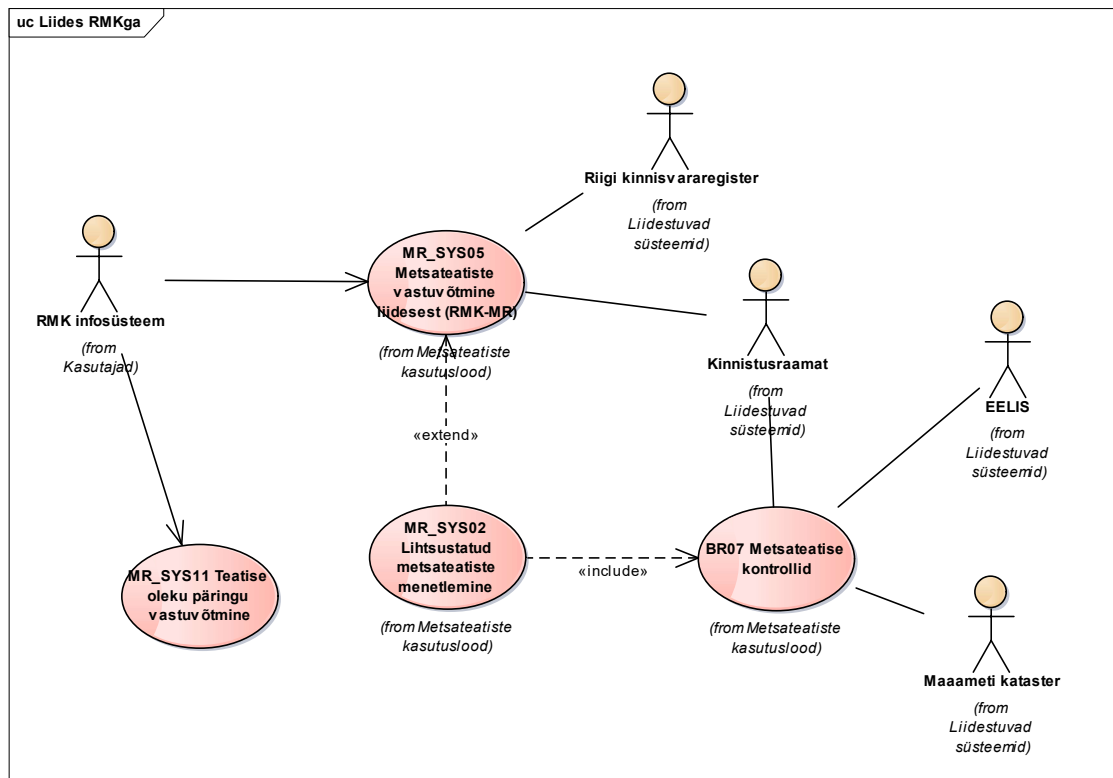 uc Liides RMKga
Riigi kinnisvararegister
(from
Liidestuvad
süsteemid)
MR_SYS05
Metsateatiste
vastuvõtmine
liidesest (RMK-MR)
(from Metsateatiste
kasutuslood)
RMK infosüsteem
(from
Kasutajad)
Kinnistusraamat
(from
Liidestuvad
süsteemid)
EELIS
(from
Liidestuvad
süsteemid)
«extend»
MR_SYS02
Lihtsustatud
metsateatiste
menetlemine
(from Metsateatiste
kasutuslood)
«include»
BR07 Metsateatise
kontrollid
(from Metsateatiste
kasutuslood)
MR_SYS11 Teatise
oleku päringu
vastuvõtmine
Maaameti kataster
(from
Liidestuvad
süsteemid)